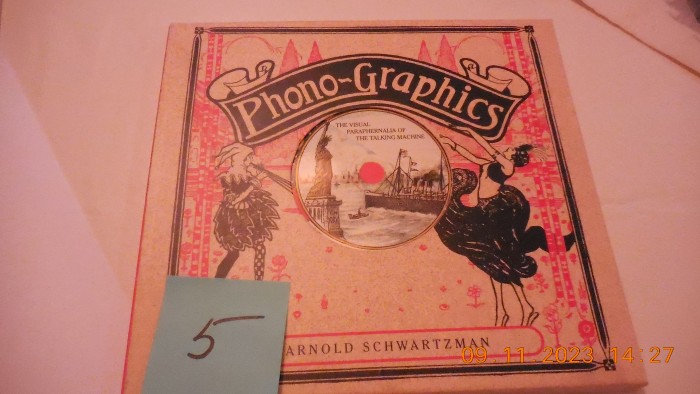 Phono-Graphics
THE VISUAL
PARAPHERNALIA OF
THE TALKING MACHINE
5
ARNOLD SCHWARTZMAN
09.11.2023 14:27